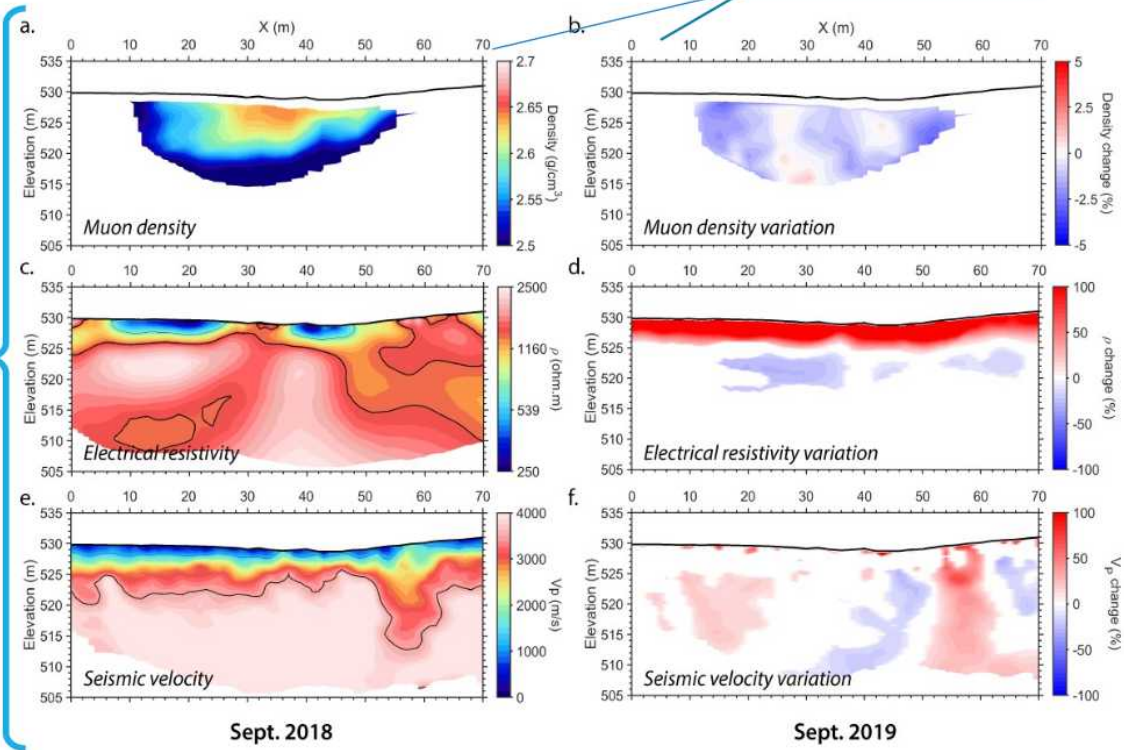 a.
X (m)
0 10 20 30 40 50 60 70
535
530
525
520
515
510
505
Elevation (m)
Muon density
2.7
2.65
2.6
2.55
2.5
Density (g/cm³)
b.
X (m)
0 10 20 30 40 50 60 70
535
530
525
520
515
510
505
Elevation (m)
Muon density variation
5
2.5
0
-2.5
-5
Density change (%)
c.
0 10 20 30 40 50 60 70
535
530
525
520
515
510
505
Elevation (m)
Electrical resistivity
2500
1160
539
250
ρ (ohm.m)
d.
0 10 20 30 40 50 60 70
535
530
525
520
515
510
505
Elevation (m)
Electrical resistivity variation
100
50
0
-50
-100
ρ change (%)
e.
0 10 20 30 40 50 60 70
535
530
525
520
515
510
505
Elevation (m)
Seismic velocity
4000
3000
2000
1000
0
Vp (m/s)
f.
0 10 20 30 40 50 60 70
535
530
525
520
515
510
505
Elevation (m)
Seismic velocity variation
100
50
0
-50
-100
VP change (%)
Sept. 2018
Sept. 2019